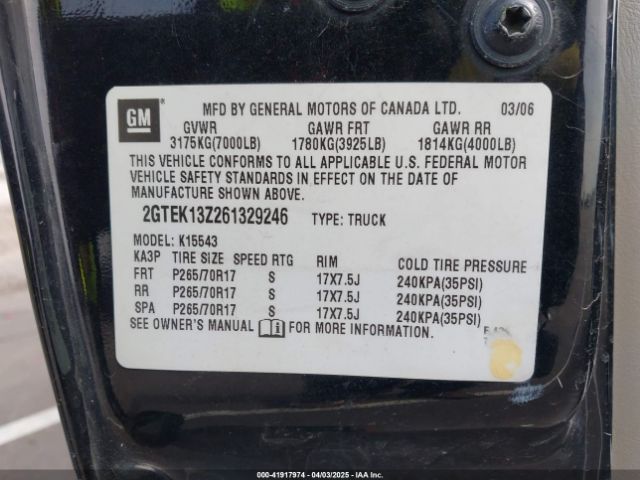 GM ®
MFD BY GENERAL MOTORS OF CANADA LTD. 03/06
GVWR GAWR FRT GAWR RR
3175KG(7000LB) 1780KG(3925LB) 1814KG(4000LB)
THIS VEHICLE CONFORMS TO ALL APPLICABLE U.S. FEDERAL MOTOR
VEHICLE SAFETY STANDARDS IN EFFECT ON THE DATE OF
MANUFACTURE SHOWN ABOVE.
2GTEK13Z261329246 TYPE: TRUCK
MODEL: K15543
KA3P TIRE SIZE SPEED RTG RIM COLD TIRE PRESSURE
FRT P265/70R17 S 17X7.5J 240KPA(35PSI)
RR P265/70R17 S 17X7.5J 240KPA(35PSI)
SPA P265/70R17 S 17X7.5J 240KPA(35PSI)
SEE OWNER'S MANUAL FOR MORE INFORMATION.
000-41917974 - 04/03/2025 - IAAI.COM